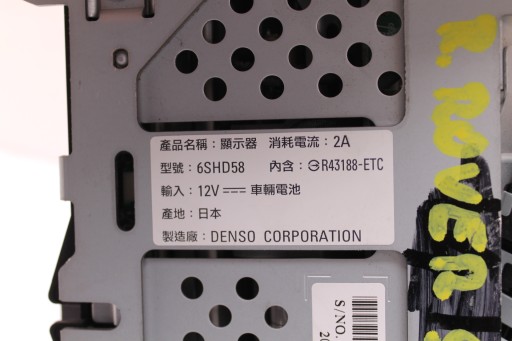 產品名稱：顯示器 消耗電流：2A
型號：6SHD58 內含：R43188-ETC
輸入：12V 車輛電池
產地：日本
製造廠：DENSO CORPORATION
R. ROVER
S/NO.